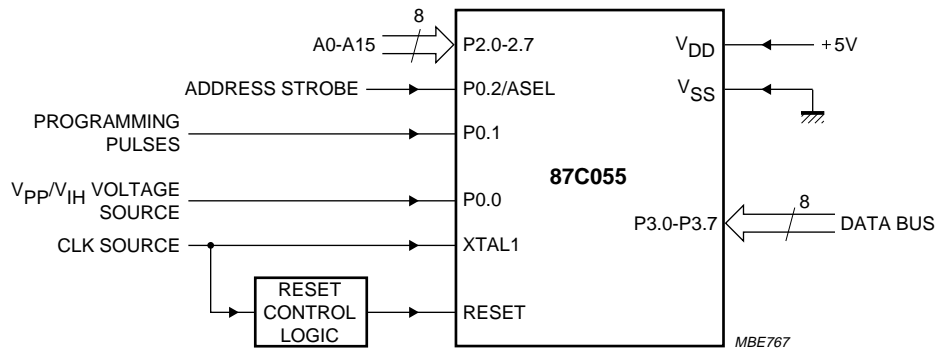 8
A0-A15
P2.0-2.7
VDD
+5V
ADDRESS STROBE
P0.2/ASEL
VSS
PROGRAMMING
PULSES
P0.1
87C055
VPP/VIH VOLTAGE
SOURCE
P0.0
8
P3.0-P3.7
DATA BUS
CLK SOURCE
XTAL1
RESET
CONTROL
LOGIC
RESET
MBE767